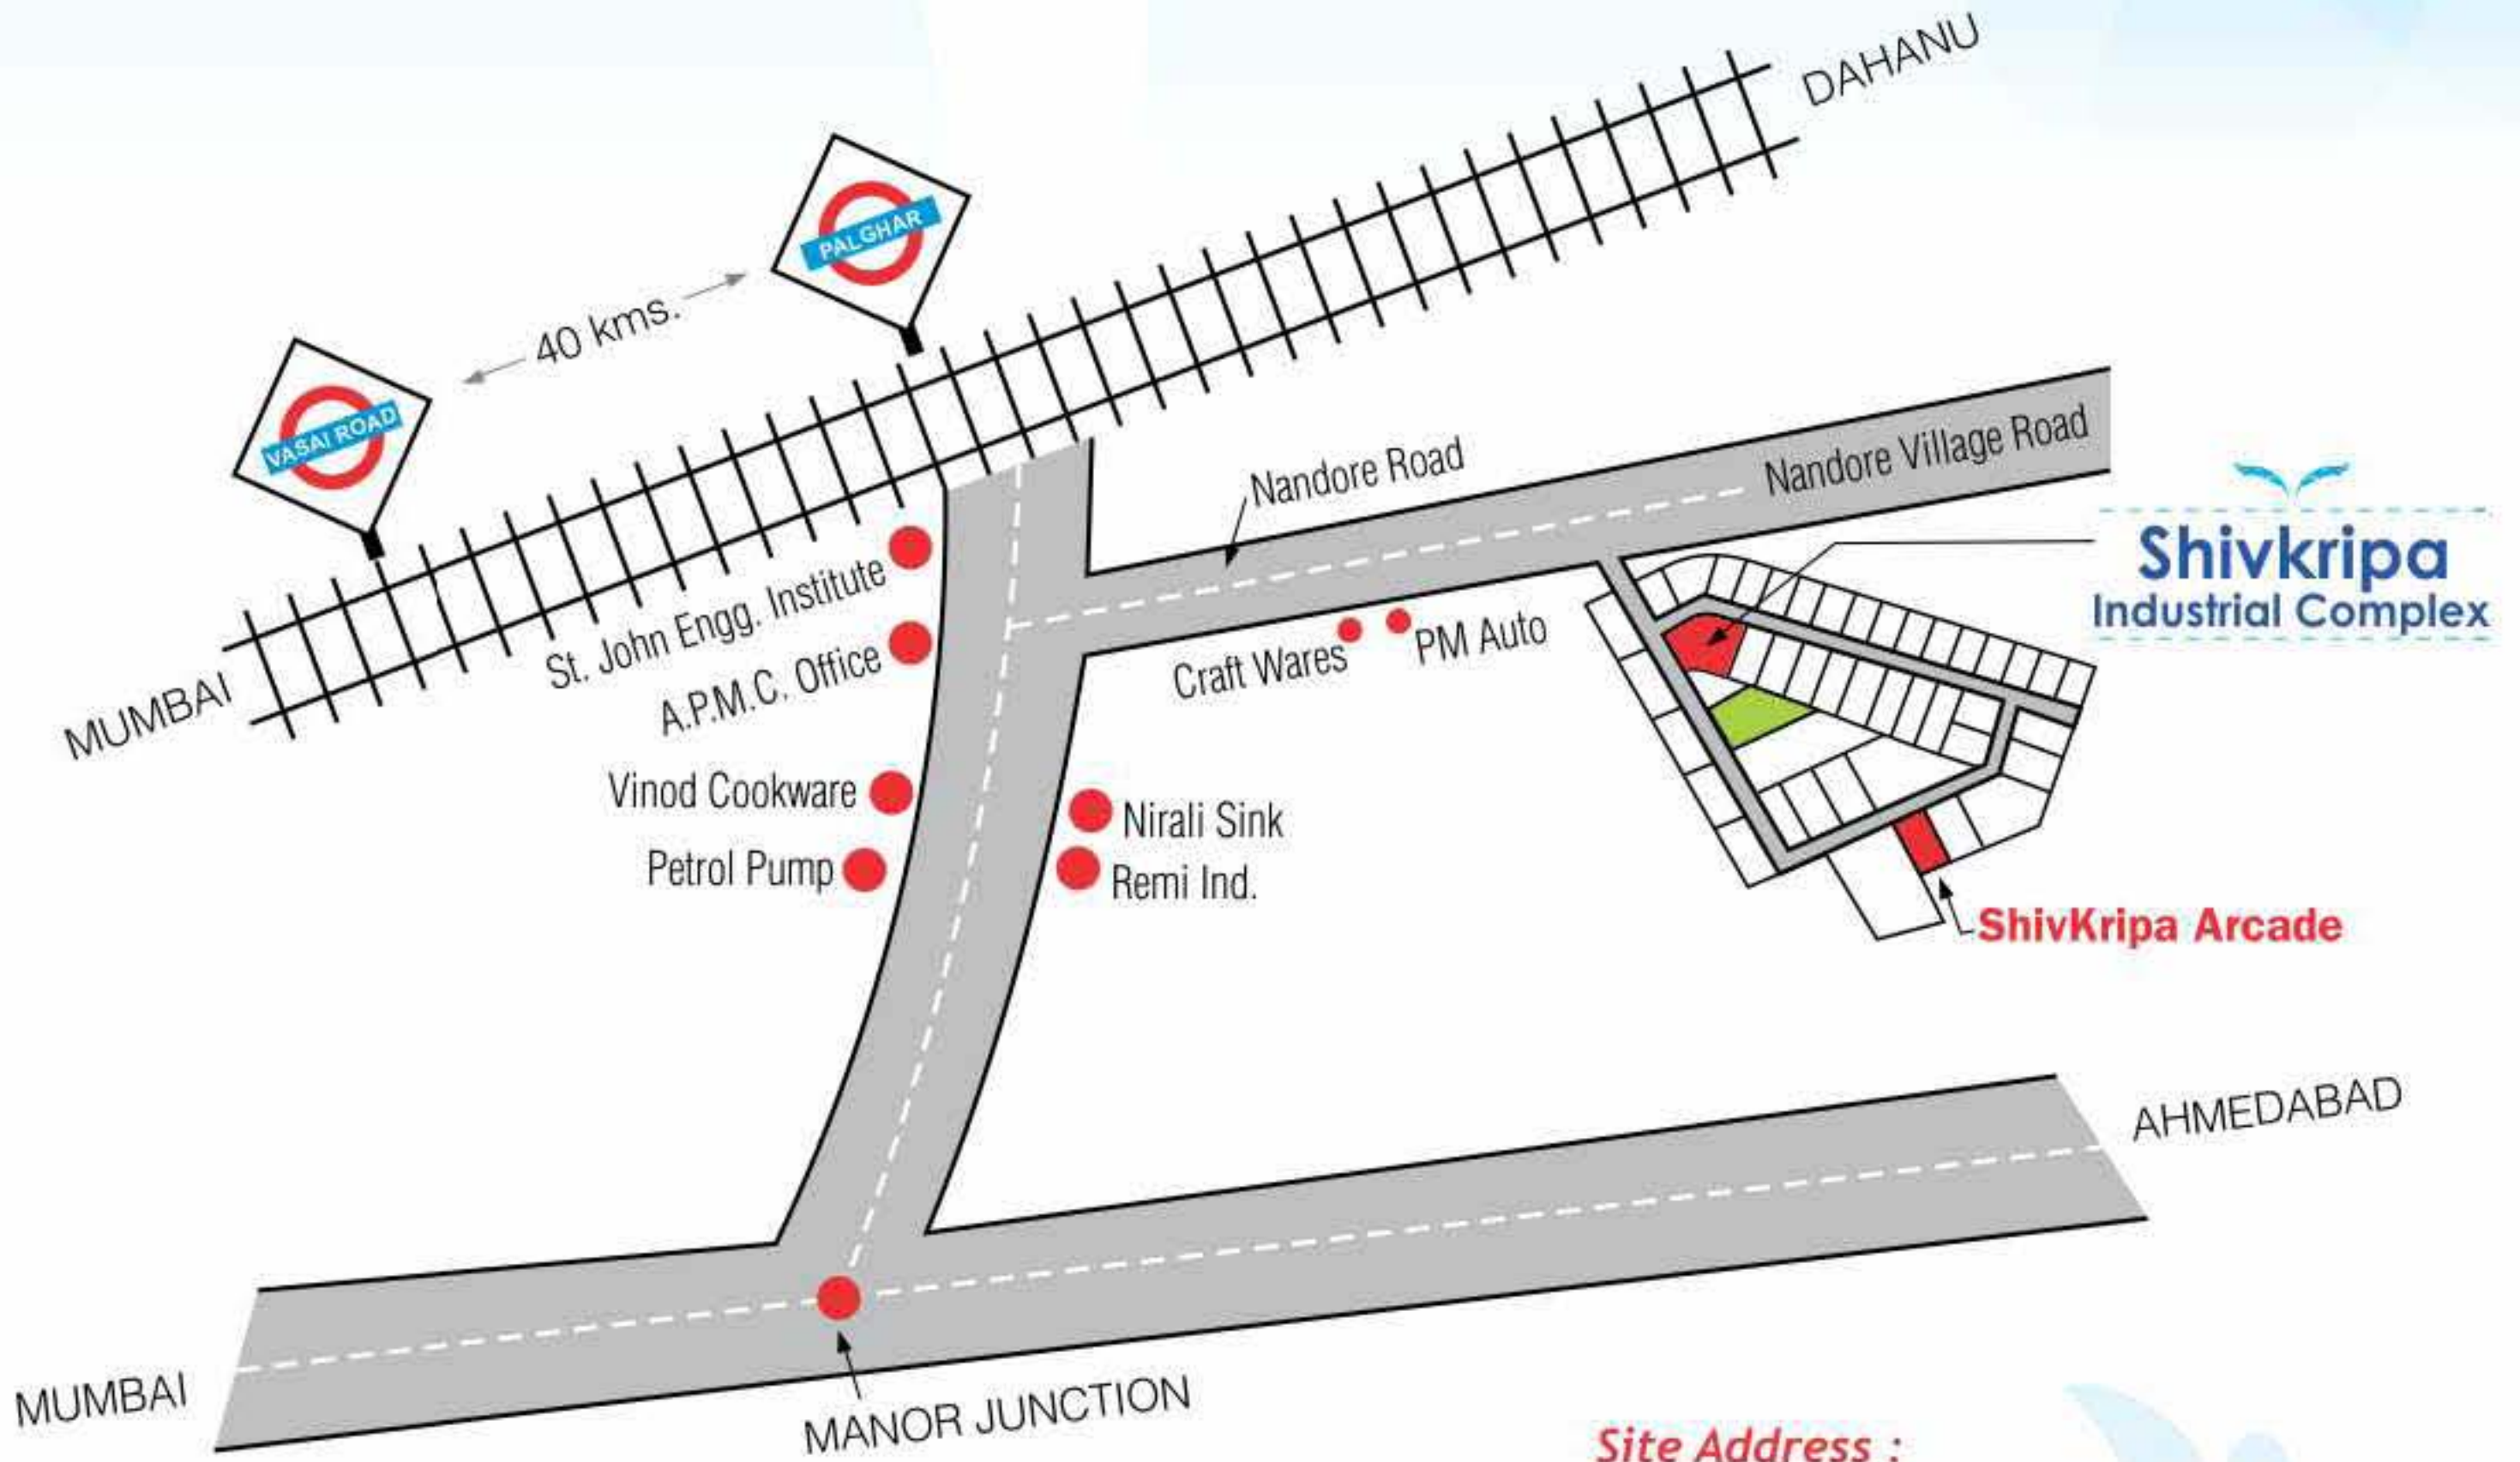 DAHANU
PALGHAR
40 kms.
VASAI ROAD
MUMBAI
Nandore Road
Nandore Village Road
Shivkripa
Industrial Complex
St. John Engg. Institute
A.P.M.C. Office
Craft Wares
PM Auto
Vinod Cookware
Nirali Sink
Petrol Pump
Remi Ind.
ShivKripa Arcade
AHMEDABAD
MUMBAI
MANOR JUNCTION
Site Address :